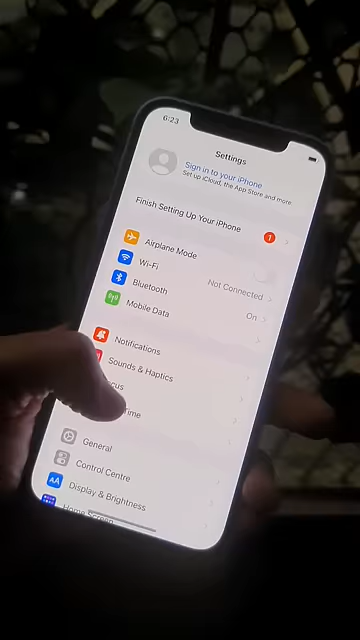 6:23
Settings
Sign in to your iPhone
Set up iCloud, the App Store and more
Finish Setting Up Your iPhone 1
Airplane Mode
Wi-Fi Not Connected
Bluetooth On
Mobile Data
Notifications
Sounds & Haptics
General
Control Centre
AA Display & Brightness
Home Screen